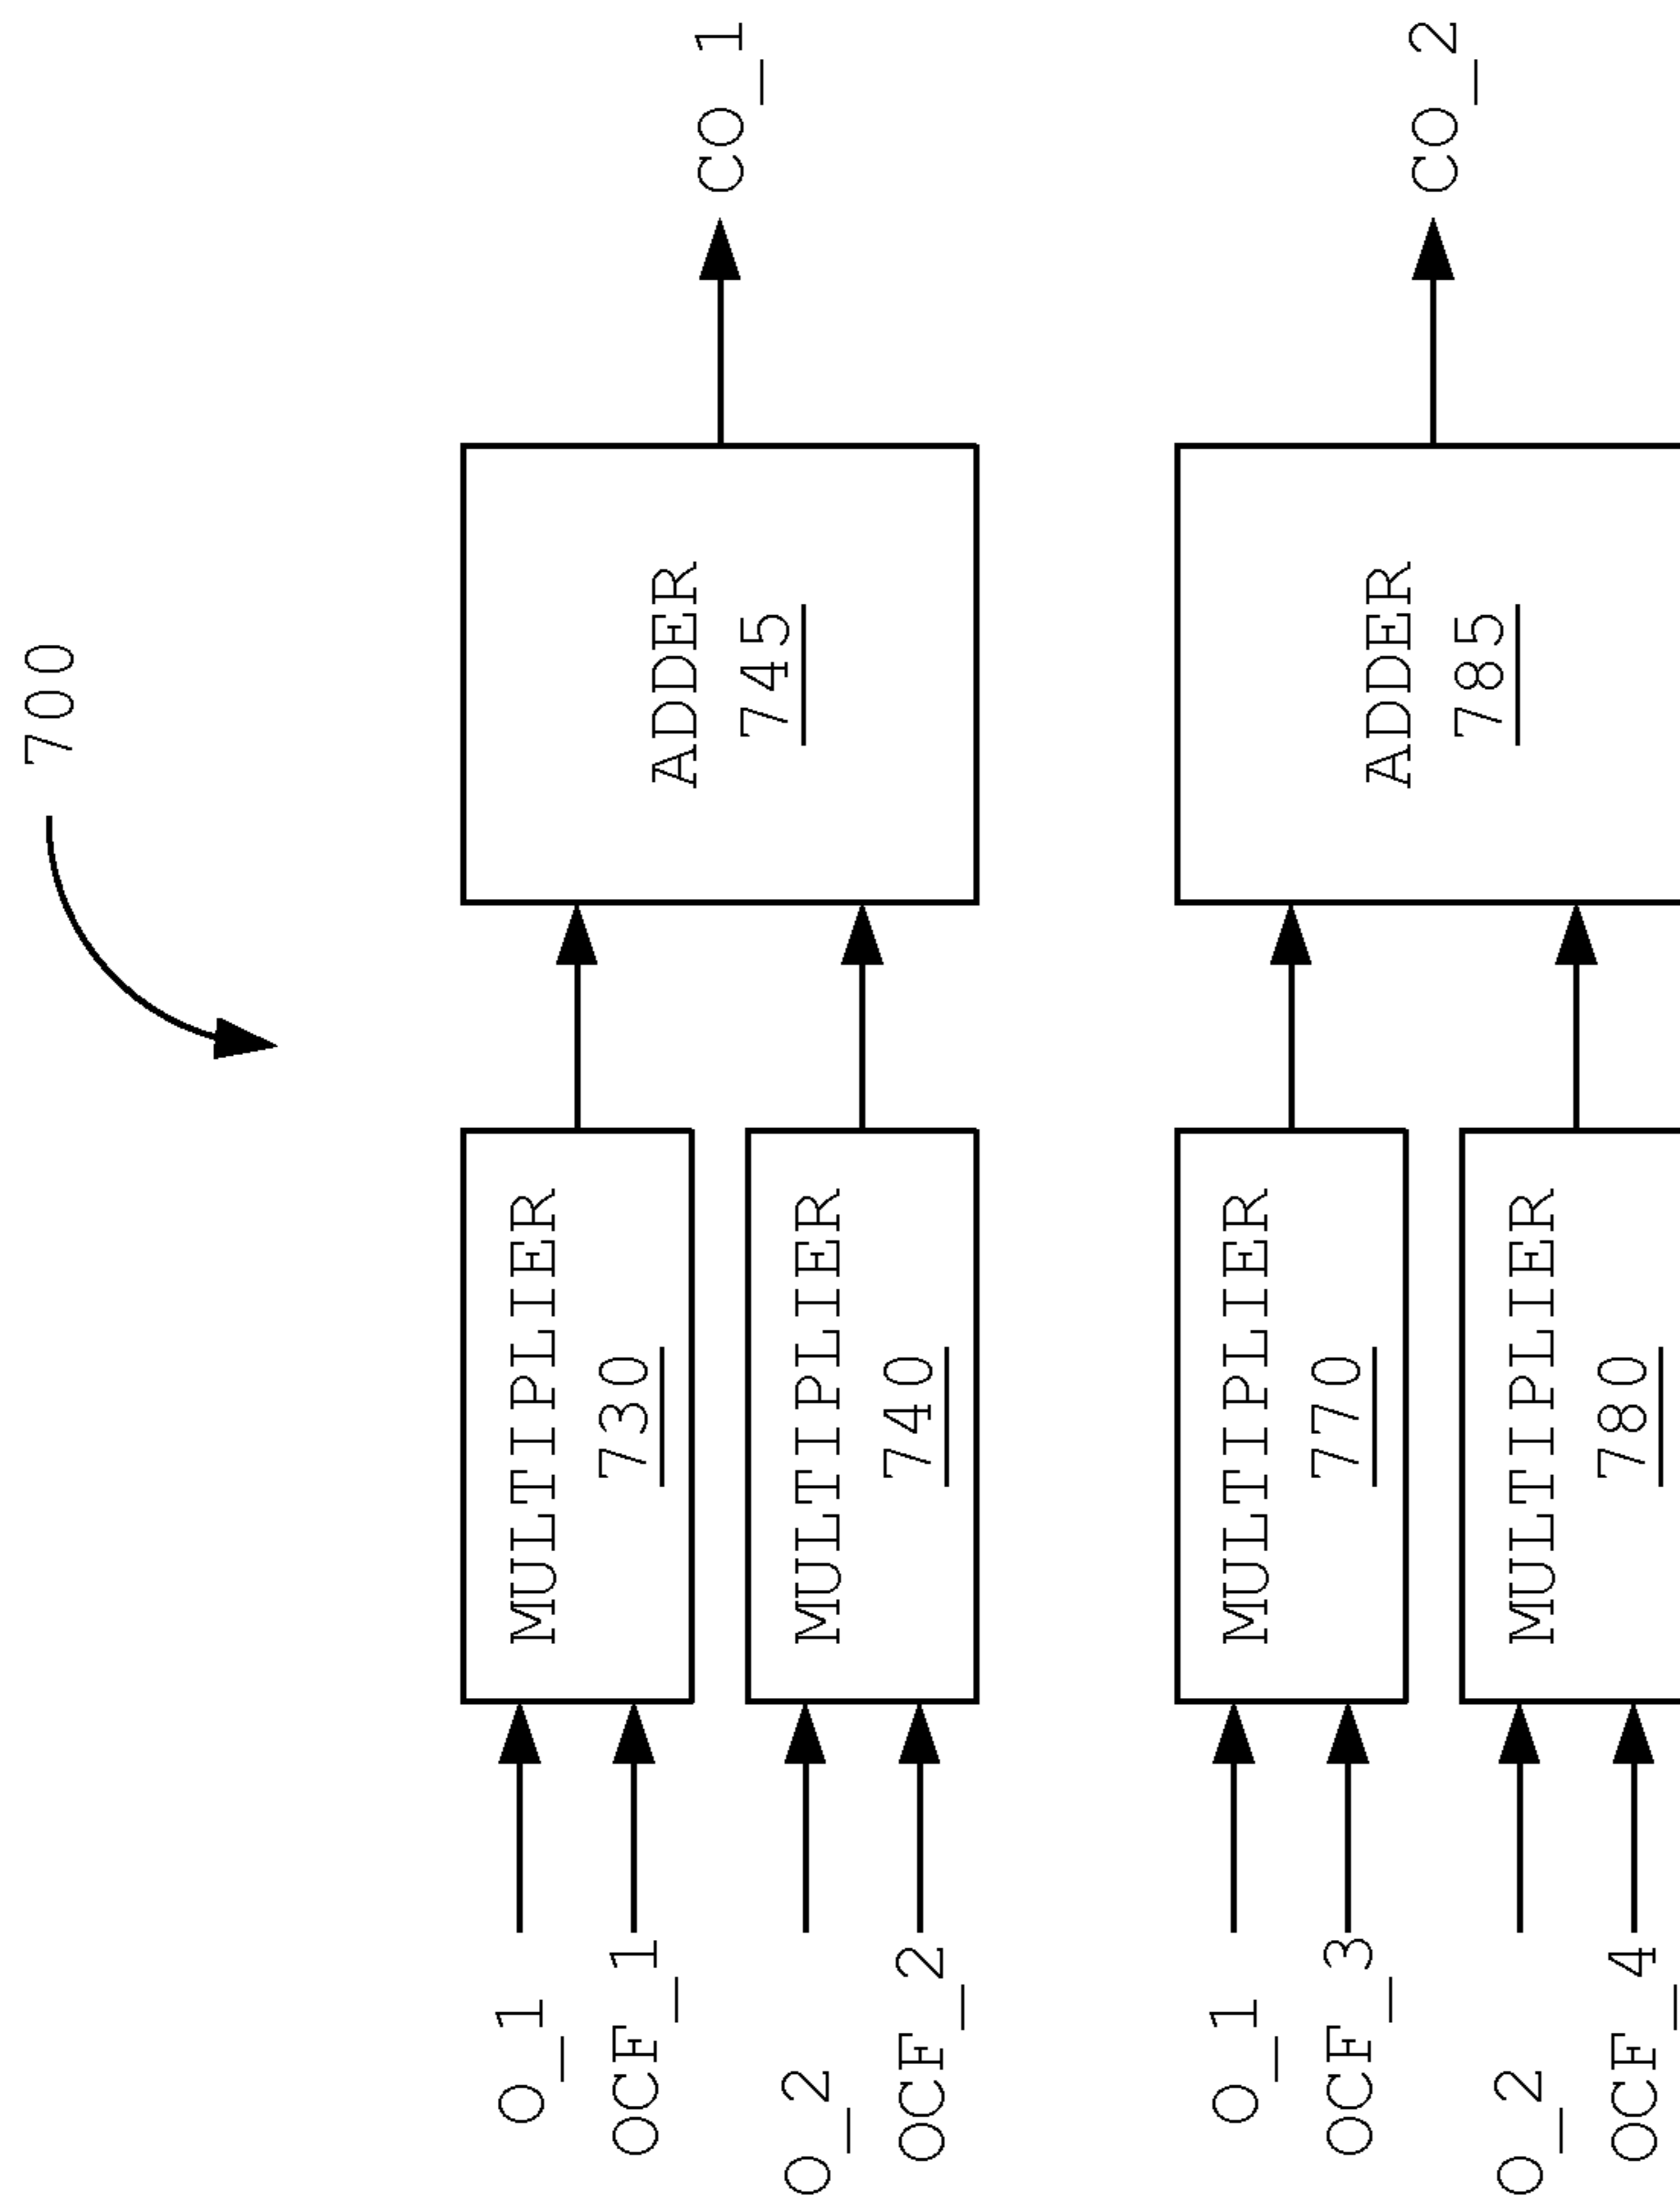 700
O_1
OCF_1
MULTIPLIER
730
O_2
OCF_2
MULTIPLIER
740
ADDER
745
CO_1
O_1
OCF_3
MULTIPLIER
770
O_2
OCF_4
MULTIPLIER
780
ADDER
785
CO_2